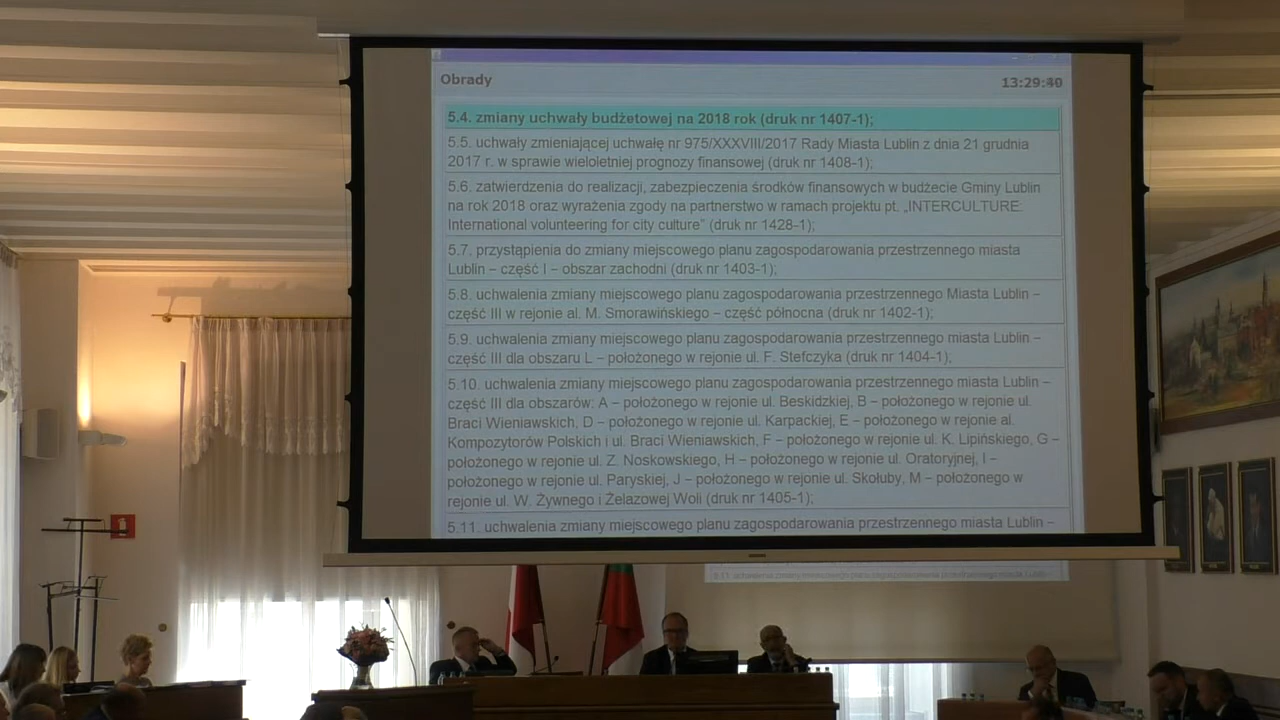 Obrady
13:29:40
5.4. zmiany uchwały budżetowej na 2018 rok (druk nr 1407-1);
5.5. uchwały zmieniającej uchwałę nr 975/XXXVIII/2017 Rady Miasta Lublin z dnia 21 grudnia
2017 r. w sprawie wieloletniej prognozy finansowej (druk nr 1408-1);
5.6. zatwierdzenia do realizacji, zabezpieczenia środków finansowych w budżecie Gminy Lublin
na rok 2018 oraz wyrażenia zgody na partnerstwo w ramach projektu pt. „INTERCULTURE:
International volunteering for city culture” (druk nr 1428-1);
5.7. przystąpienia do zmiany miejscowego planu zagospodarowania przestrzennego miasta
Lublin – część I – obszar zachodni (druk nr 1403-1);
5.8. uchwalenia zmiany miejscowego planu zagospodarowania przestrzennego Miasta Lublin –
część III w rejonie al. M. Smorawińskiego – część północna (druk nr 1402-1);
5.9. uchwalenia zmiany miejscowego planu zagospodarowania przestrzennego miasta Lublin –
część III dla obszaru L – położonego w rejonie ul. F. Stefczyka (druk nr 1404-1);
5.10. uchwalenia zmiany miejscowego planu zagospodarowania przestrzennego miasta Lublin –
część III dla obszarów: A – położonego w rejonie ul. Beskidzkiej, B – położonego w rejonie ul.
Braci Wieniawskich, D – położonego w rejonie ul. Karpackiej, E – położonego w rejonie al.
Kompozytorów Polskich i ul. Braci Wieniawskich, F – położonego w rejonie ul. K. Lipińskiego, G –
położonego w rejonie ul. Z. Noskowskiego, H – położonego w rejonie ul. Oratoryjnej, I –
położonego w rejonie ul. Paryskiej, J – położonego w rejonie ul. Skołuby, M – położonego w
rejonie ul. W. Żywnego i Żelazowej Woli (druk nr 1405-1);
5.11. uchwalenia zmiany miejscowego planu zagospodarowania przestrzennego miasta Lublin –
5.11. uchwalenia zmiany miejscowego planu zagospodarowania przestrzennego miasta Lublin –